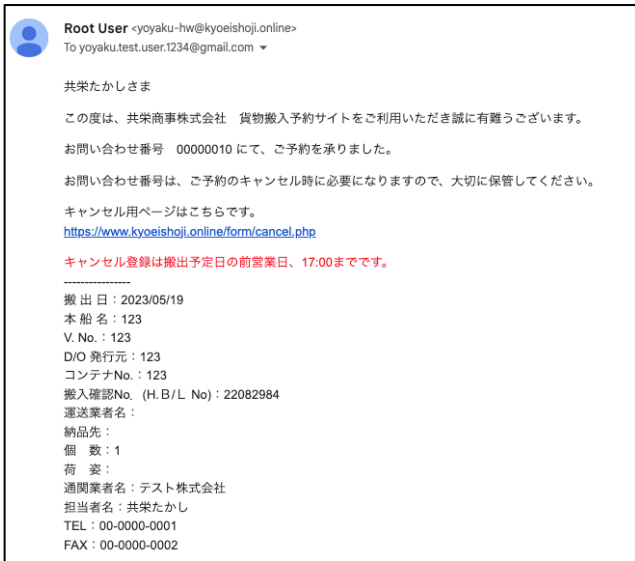 Root User <yoyaku-hw@kyoeishoji.online>
To yoyaku.test.user.1234@gmail.com
共栄たかしさま
この度は、共栄商事株式会社　貨物搬入予約サイトをご利用いただき誠に有難うございます。
お問い合わせ番号　00000010 にて、ご予約を承りました。
お問い合わせ番号は、ご予約のキャンセル時に必要になりますので、大切に保管してください。
キャンセル用ページはこちらです。
https://www.kyoeishoji.online/form/cancel.php
キャンセル登録は搬出予定日の前営業日、17:00までです。
----------------
搬 出 日：2023/05/19
本 船 名：123
V. No.：123
D/O 発行元：123
コンテナNo.：123
搬入確認No.（H.Ｂ/Ｌ No）: 22082984
運送業者名：
納品先：
個　数：1
荷　姿：
通関業者名：テスト株式会社
担当者名：共栄たかし
TEL：00-0000-0001
FAX：00-0000-0002